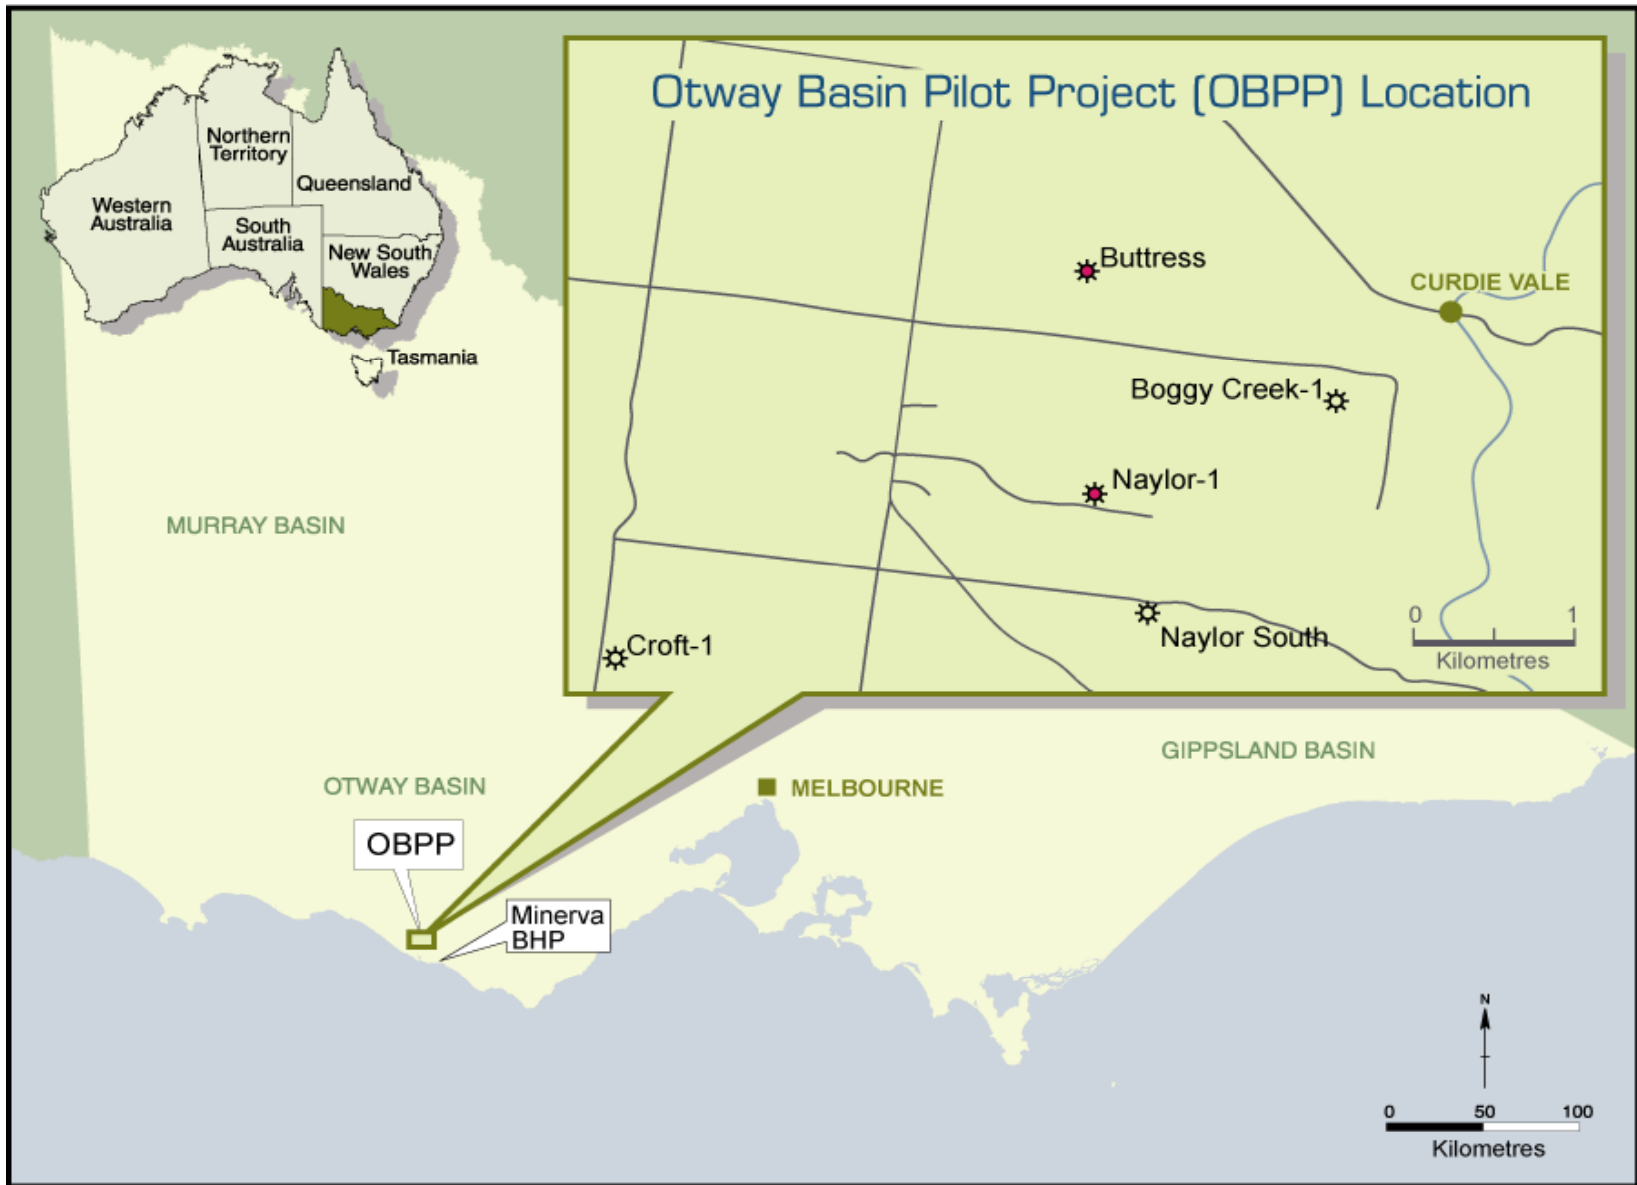 Otway Basin Pilot Project (OBPP) Location
Northern
Territory
Queensland
Western
Australia
South
Australia
New South
Wales
Tasmania
Buttress
CURDIE VALE
Boggy Creek-1
Naylor-1
Naylor South
Croft-1
0 1
Kilometres
MURRAY BASIN
OTWAY BASIN
GIPPSLAND BASIN
MELBOURNE
OBPP
Minerva
BHP
N
0 50 100
Kilometres